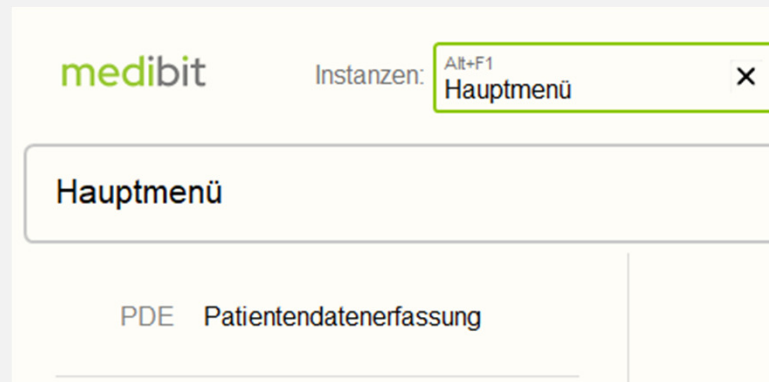 medibit
Instanzen:
Alt+F1
Hauptmenü
Hauptmenü
PDE Patientendatenerfassung